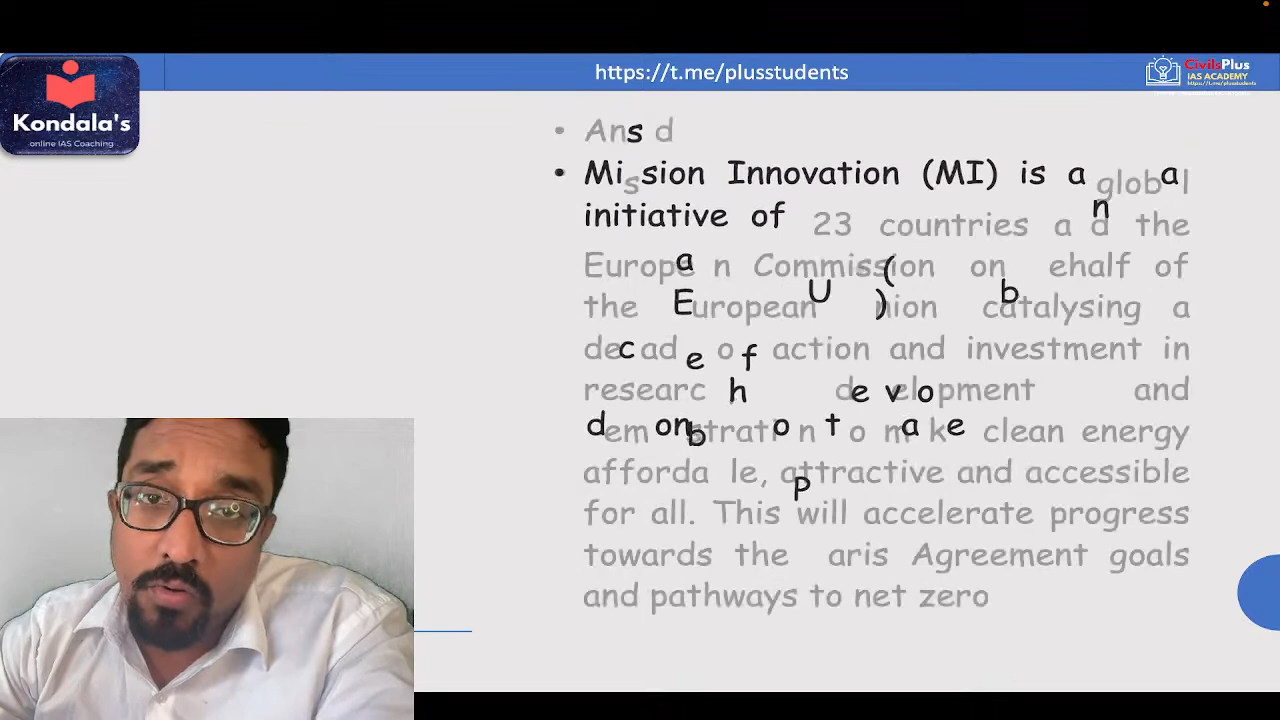 https://t.me/plusstudents
CivilsPlus
IAS ACADEMY
https://t.me/plusstudents
Kondala's
online IAS Coaching
• Ans d
• Mission Innovation (MI) is a global
initiative of 23 countries and the
European Commission on behalf of
the European Union catalysing a
decade of action and investment in
research development and
demonstration to make clean energy
affordable, attractive and accessible
for all. This will accelerate progress
towards the Paris Agreement goals
and pathways to net zero